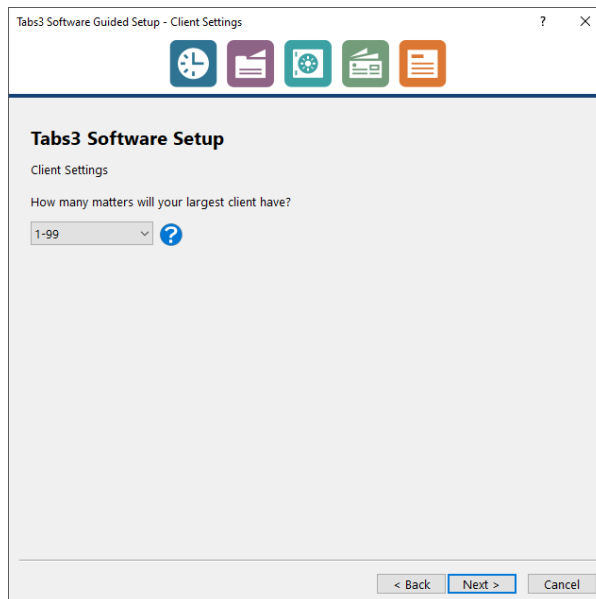 Tabs3 Software Guided Setup - Client Settings
?
Tabs3 Software Setup
Client Settings
How many matters will your largest client have?
1-99
?
< Back Next > Cancel